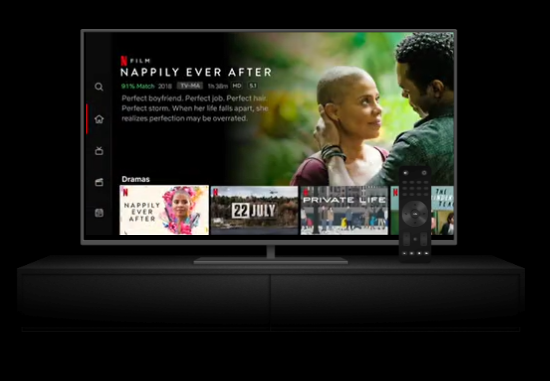 N FILM
NAPPILY EVER AFTER
91% Match 2018 TV-MA 1h 38m HD 5.1
Perfect boyfriend. Perfect job. Perfect hair.
Perfect storm. When her life falls apart, she
realizes perfection may be overrated.
Dramas
N N N N
NAPPILY
EVER
AFTER
22 JULY
PRIVATE LIFE
THE